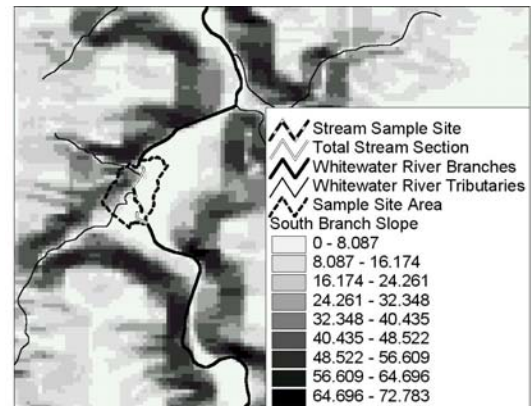 Stream Sample Site
Total Stream Section
Whitewater River Branches
Whitewater River Tributaries
Sample Site Area
South Branch Slope
0 - 8.087
8.087 - 16.174
16.174 - 24.261
24.261 - 32.348
32.348 - 40.435
40.435 - 48.522
48.522 - 56.609
56.609 - 64.696
64.696 - 72.783